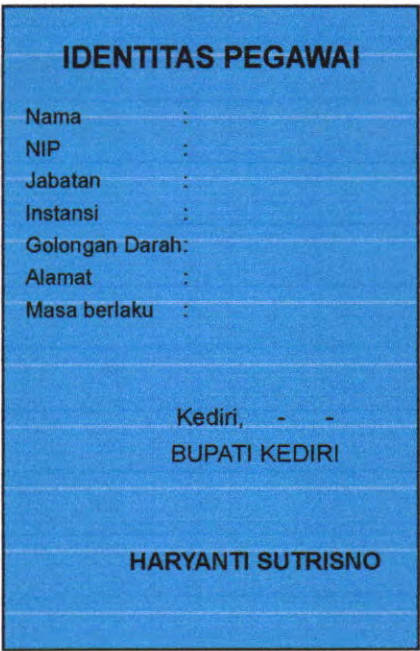 IDENTITAS PEGAWAI
Nama :
NIP :
Jabatan :
Instansi :
Golongan Darah:
Alamat :
Masa berlaku :
Kediri, - -
BUPATI KEDIRI
HARYANTI SUTRISNO